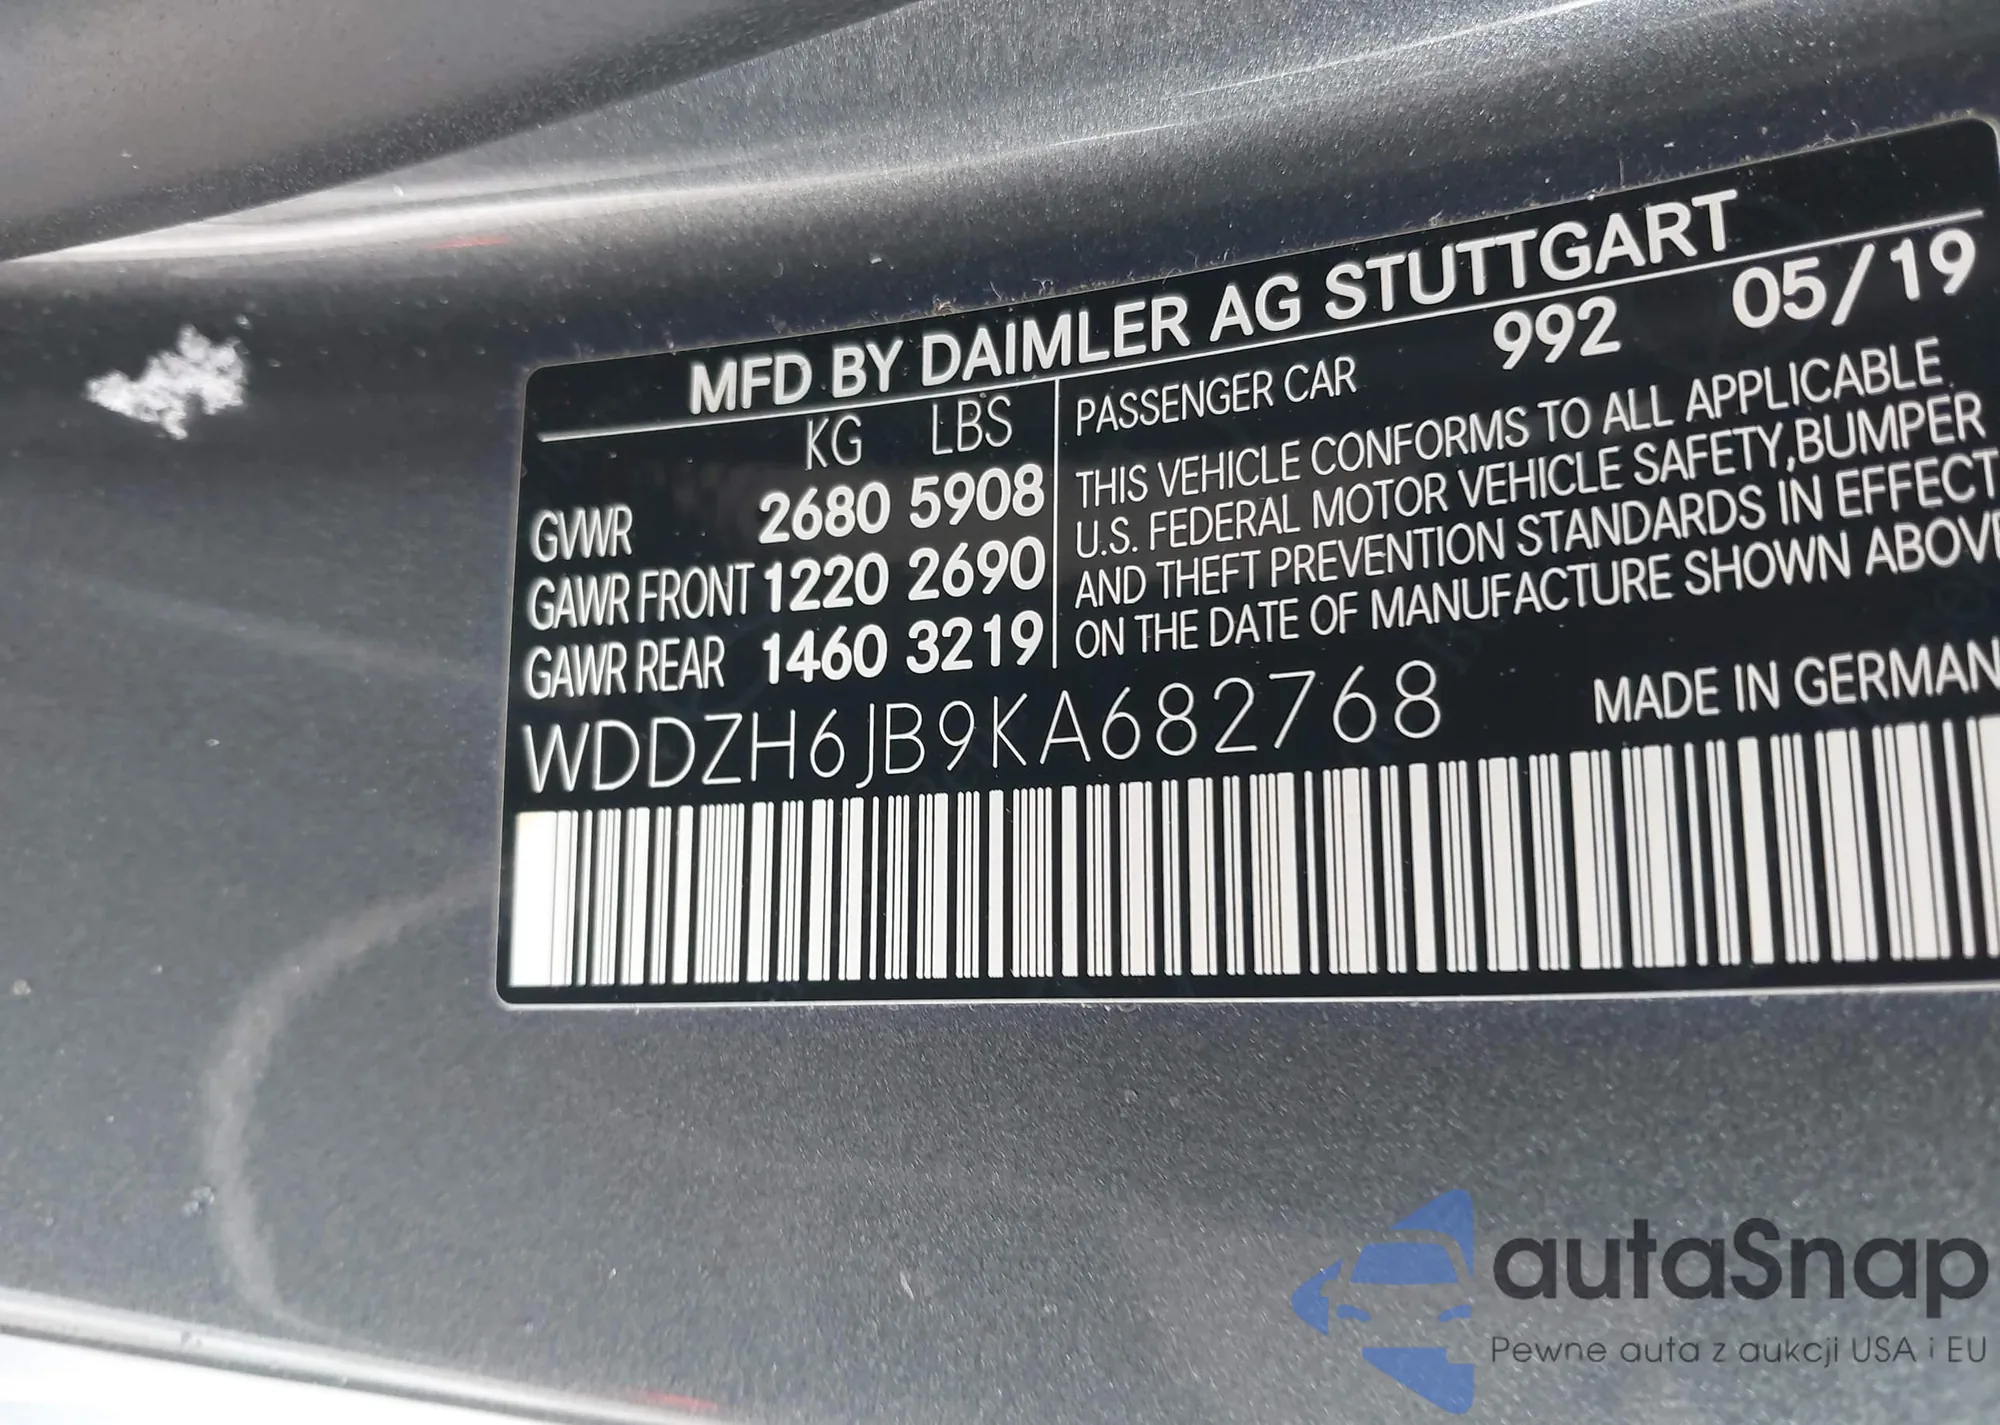 MFD BY DAIMLER AG STUTTGART
KG LBS
GVWR 2680 5908
GAWR FRONT 1220 2690
GAWR REAR 1460 3219
PASSENGER CAR 992 05/19
THIS VEHICLE CONFORMS TO ALL APPLICABLE
U.S. FEDERAL MOTOR VEHICLE SAFETY,BUMPER
AND THEFT PREVENTION STANDARDS IN EFFECT
ON THE DATE OF MANUFACTURE SHOWN ABOVE
WDDZH6JB9KA682768
MADE IN GERMAN
autaSnap
Pewne auta z aukcji USA i EU